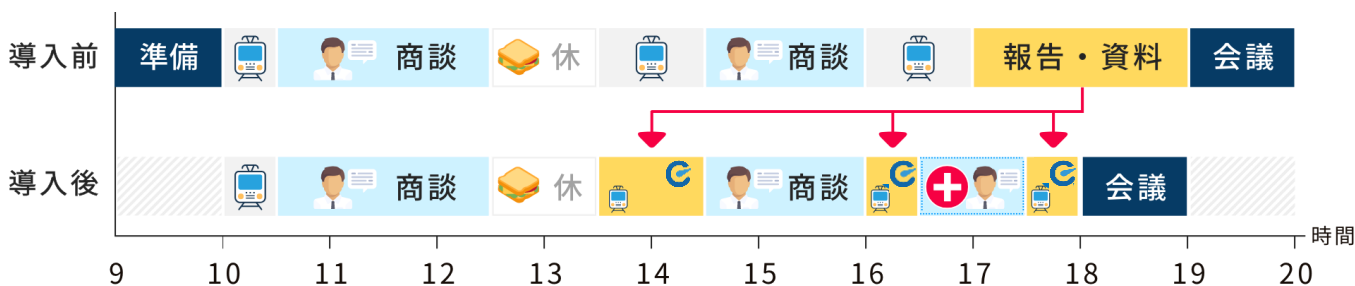 導入前 準備 商談 休 商談 報告・資料 会議
導入後 商談 休 商談 会議
時間
9 10 11 12 13 14 15 16 17 18 19 20